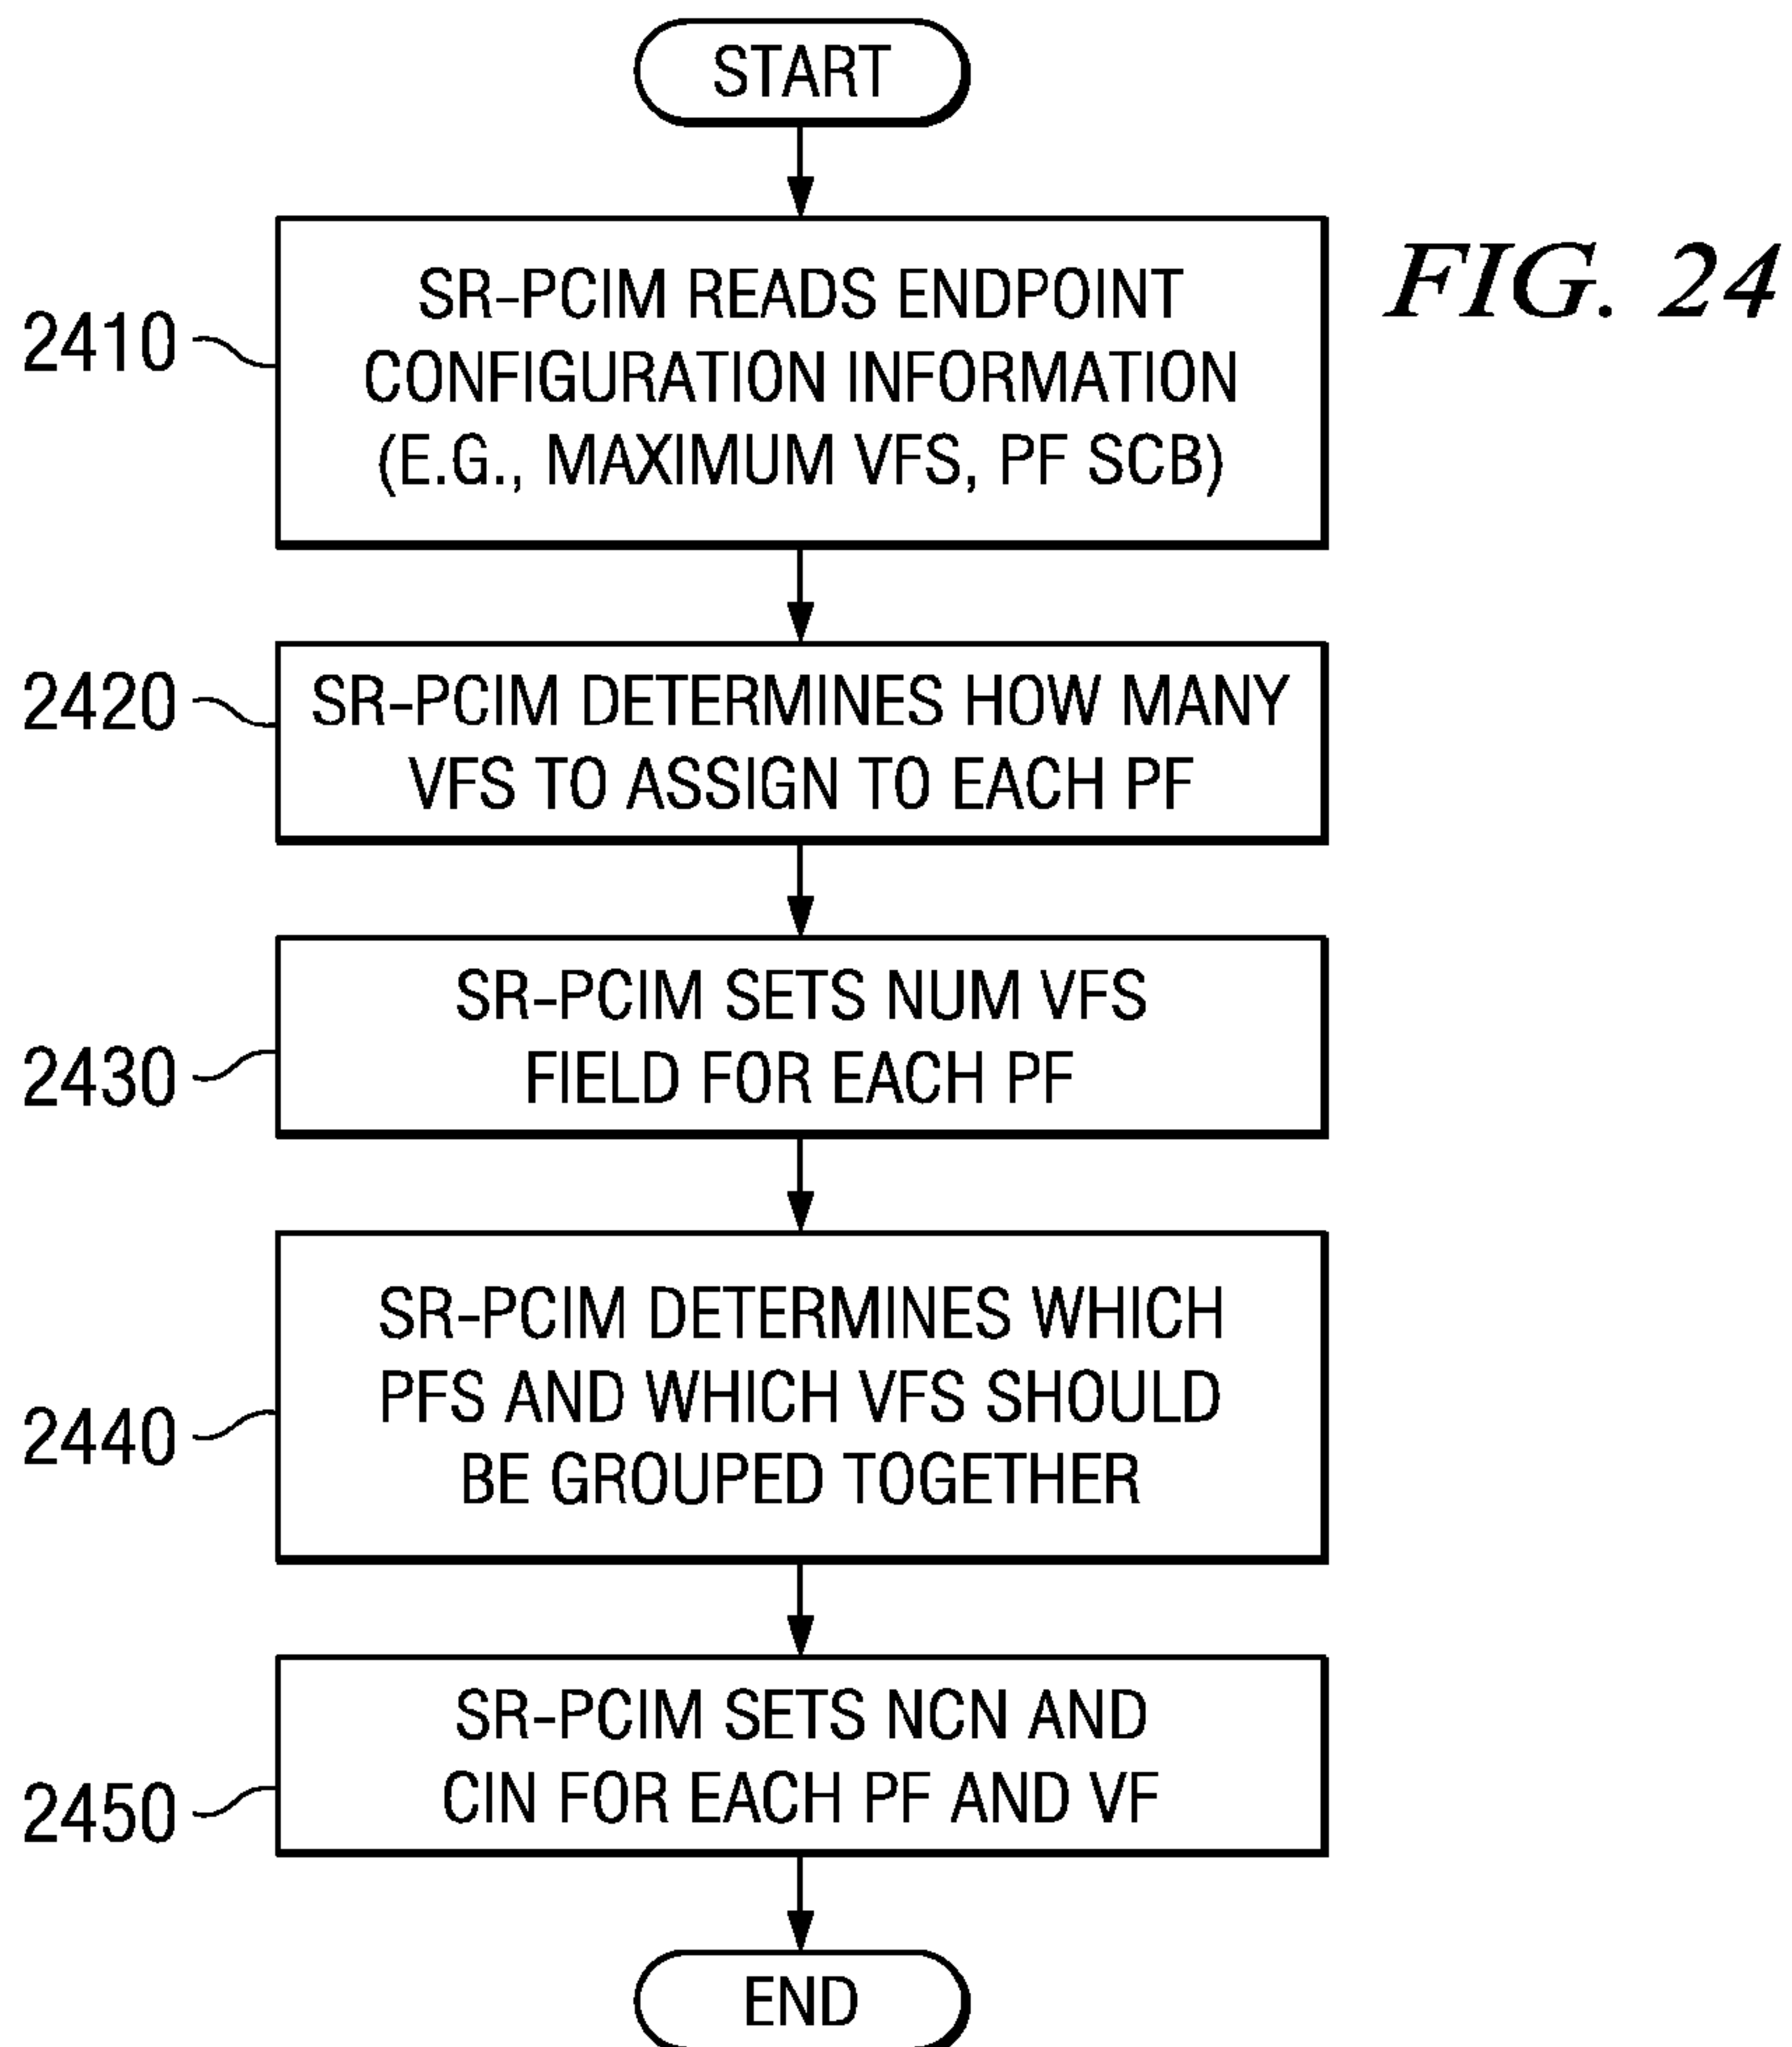 START
FIG. 24
2410
SR-PCIM READS ENDPOINT
CONFIGURATION INFORMATION
(E.G., MAXIMUM VFS, PF SCB)
2420
SR-PCIM DETERMINES HOW MANY
VFS TO ASSIGN TO EACH PF
2430
SR-PCIM SETS NUM VFS
FIELD FOR EACH PF
2440
SR-PCIM DETERMINES WHICH
PFS AND WHICH VFS SHOULD
BE GROUPED TOGETHER
2450
SR-PCIM SETS NCN AND
CIN FOR EACH PF AND VF
END